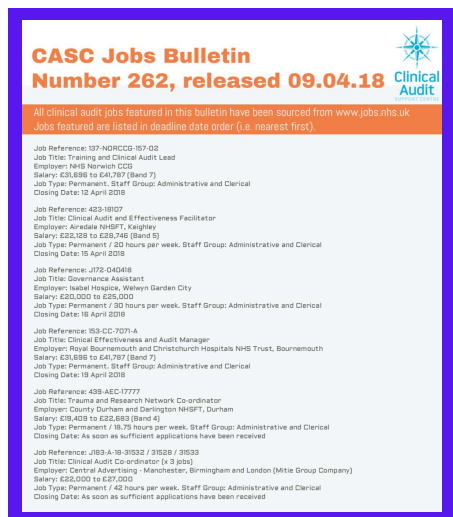 CASC Jobs Bulletin
Number 262, released 09.04.18
Clinical
Audit
SUPPORT CENTRE
All clinical audit jobs featured in this bulletin have been sourced from www.jobs.nhs.uk
Jobs featured are listed in deadline date order (i.e. nearest first).
Job Reference: 137-NORCCG-157-D2
Job Title: Training and Clinical Audit Lead
Employer: NHS Norwich CCG
Salary: £31,696 to £41,787 (Band 7)
Job Type: Permanent. Staff Group: Administrative and Clerical
Closing Date: 12 April 2018
Job Reference: 423-18107
Job Title: Clinical Audit and Effectiveness Facilitator
Employer: Airedale NHSFT, Keighley
Salary: £22,128 to £28,746 (Band 5)
Job Type: Permanent / 20 hours per week. Staff Group: Administrative and Clerical
Closing Date: 15 April 2018
Job Reference: J172-040418
Job Title: Governance Assistant
Employer: Isabel Hospice, Welwyn Garden City
Salary: £20,000 to £25,000
Job Type: Permanent / 30 hours per week. Staff Group: Administrative and Clerical
Closing Date: 16 April 2018
Job Reference: 153-CC-7071-A
Job Title: Clinical Effectiveness and Audit Manager
Employer: Royal Bournemouth and Christchurch Hospitals NHS Trust, Bournemouth
Salary: £31,696 to £41,787 (Band 7)
Job Type: Permanent. Staff Group: Administrative and Clerical
Closing Date: 19 April 2018
Job Reference: 439-AEC-17777
Job Title: Trauma and Research Network Co-ordinator
Employer: County Durham and Darlington NHSFT, Durham
Salary: £19,409 to £22,683 (Band 4)
Job Type: Permanent / 18.75 hours per week. Staff Group: Administrative and Clerical
Closing Date: As soon as sufficient applications have been received
Job Reference: J183-A-18-31532 / 31528 / 31533
Job Title: Clinical Audit Co-ordinator (x 3 jobs)
Employer: Central Advertising - Manchester, Birmingham and London (Mitie Group Company)
Salary: £22,000 to £27,000
Job Type: Permanent / 42 hours per week. Staff Group: Administrative and Clerical
Closing Date: As soon as sufficient applications have been received